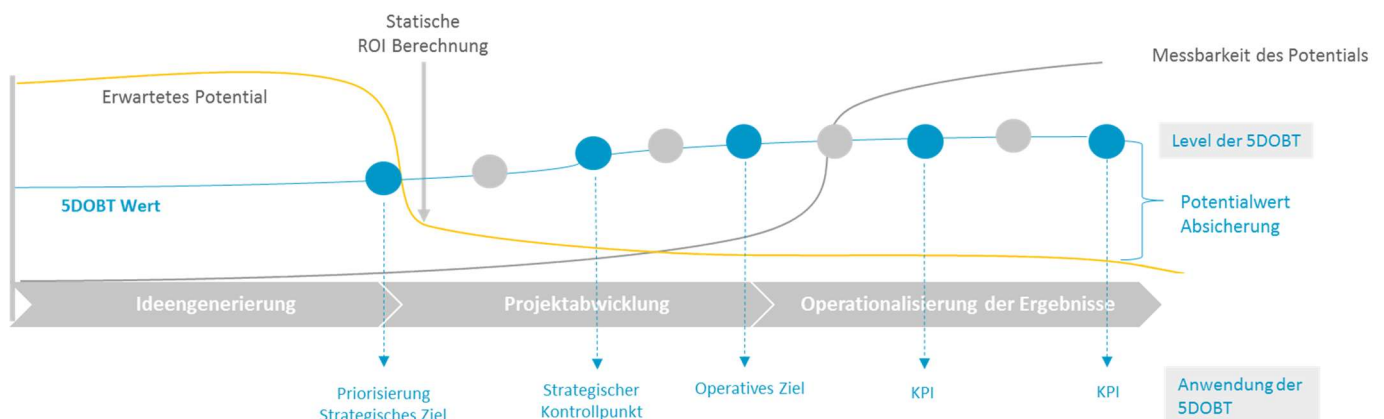 Statische
ROI Berechnung
Messbarkeit des Potentials
Erwartetes Potential
Level der 5DOBT
5DOBT Wert
Potentialwert
Absicherung
Ideengenerierung
Projektabwicklung
Operationalisierung der Ergebnisse
Priorisierung
Strategisches Ziel
Strategischer
Kontrollpunkt
Operatives Ziel
KPI
KPI
Anwendung der
5DOBT